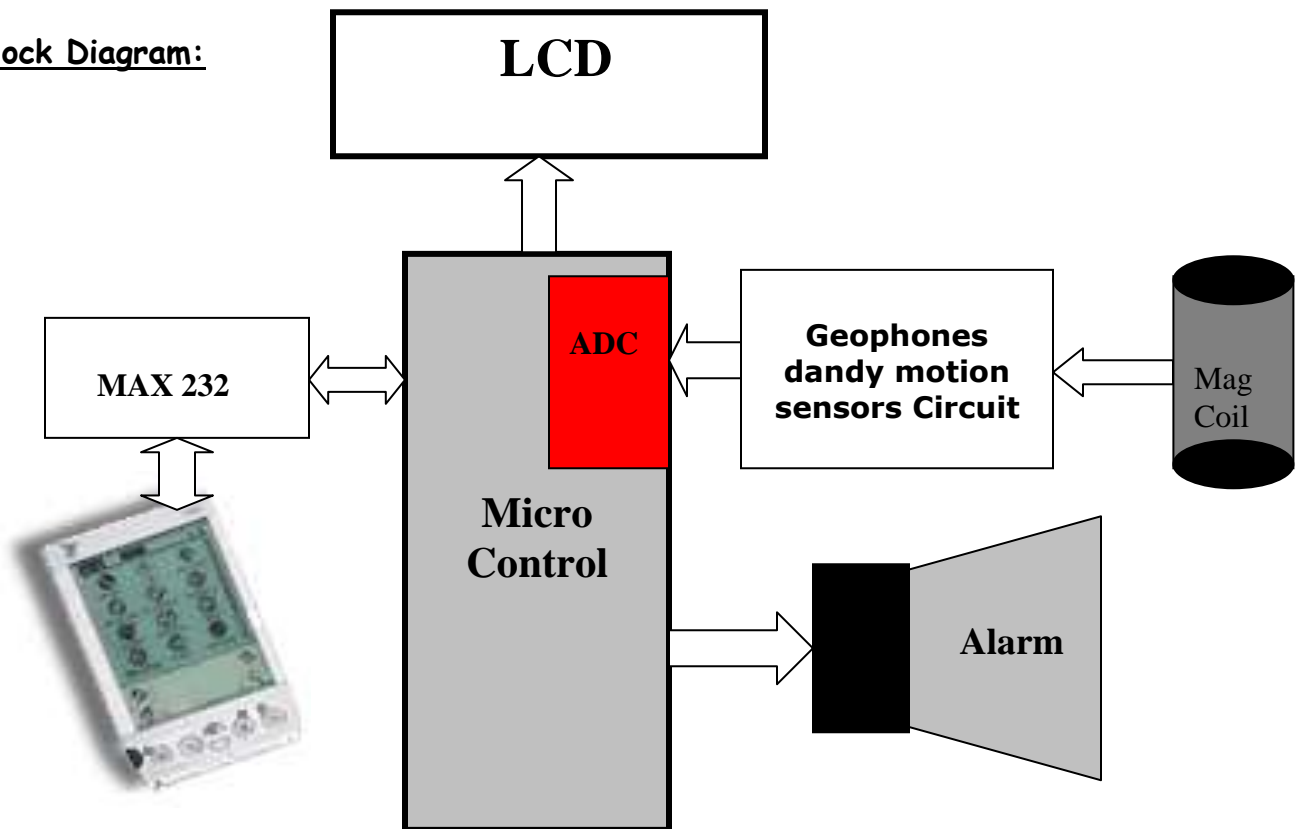 ock Diagram:
LCD
ADC
Geophones
dandy motion
sensors Circuit
Mag
Coil
MAX 232
Micro
Control
Alarm